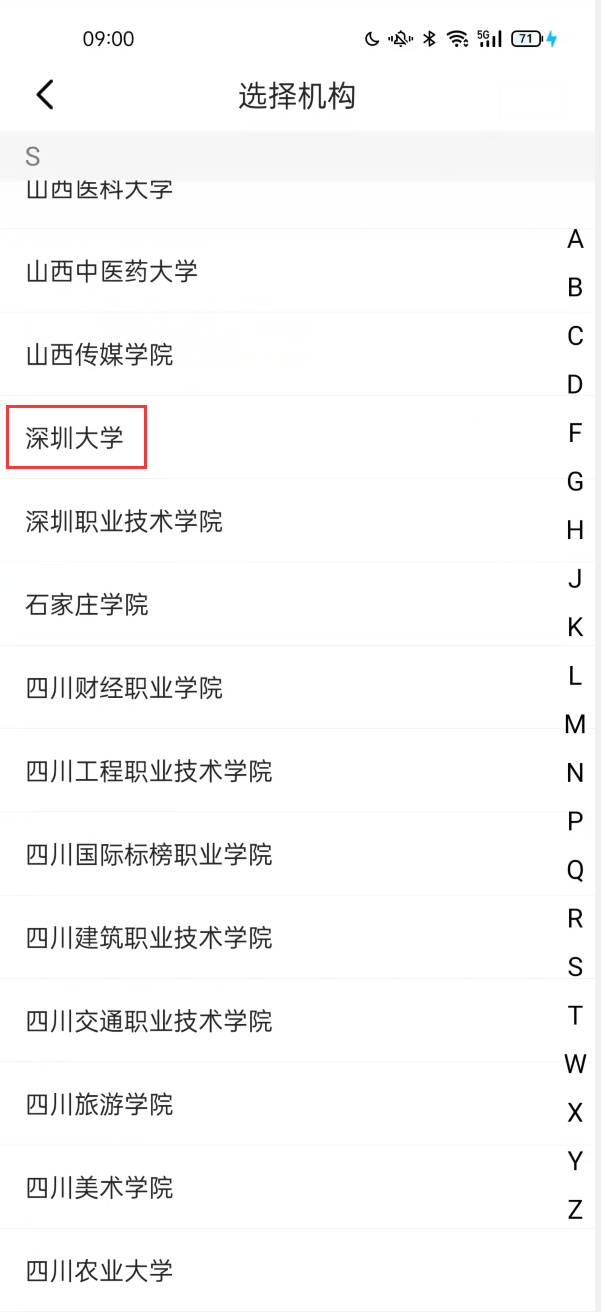 09:00
5G
71
选择机构
S
山西医科大学
A
山西中医药大学
B
C
山西传媒学院
D
F
深圳大学
G
深圳职业技术学院
H
J
石家庄学院
K
L
四川财经职业学院
M
四川工程职业技术学院
N
P
四川国际标榜职业学院
Q
R
四川建筑职业技术学院
S
T
四川交通职业技术学院
W
四川旅游学院
X
Y
四川美术学院
Z
四川农业大学